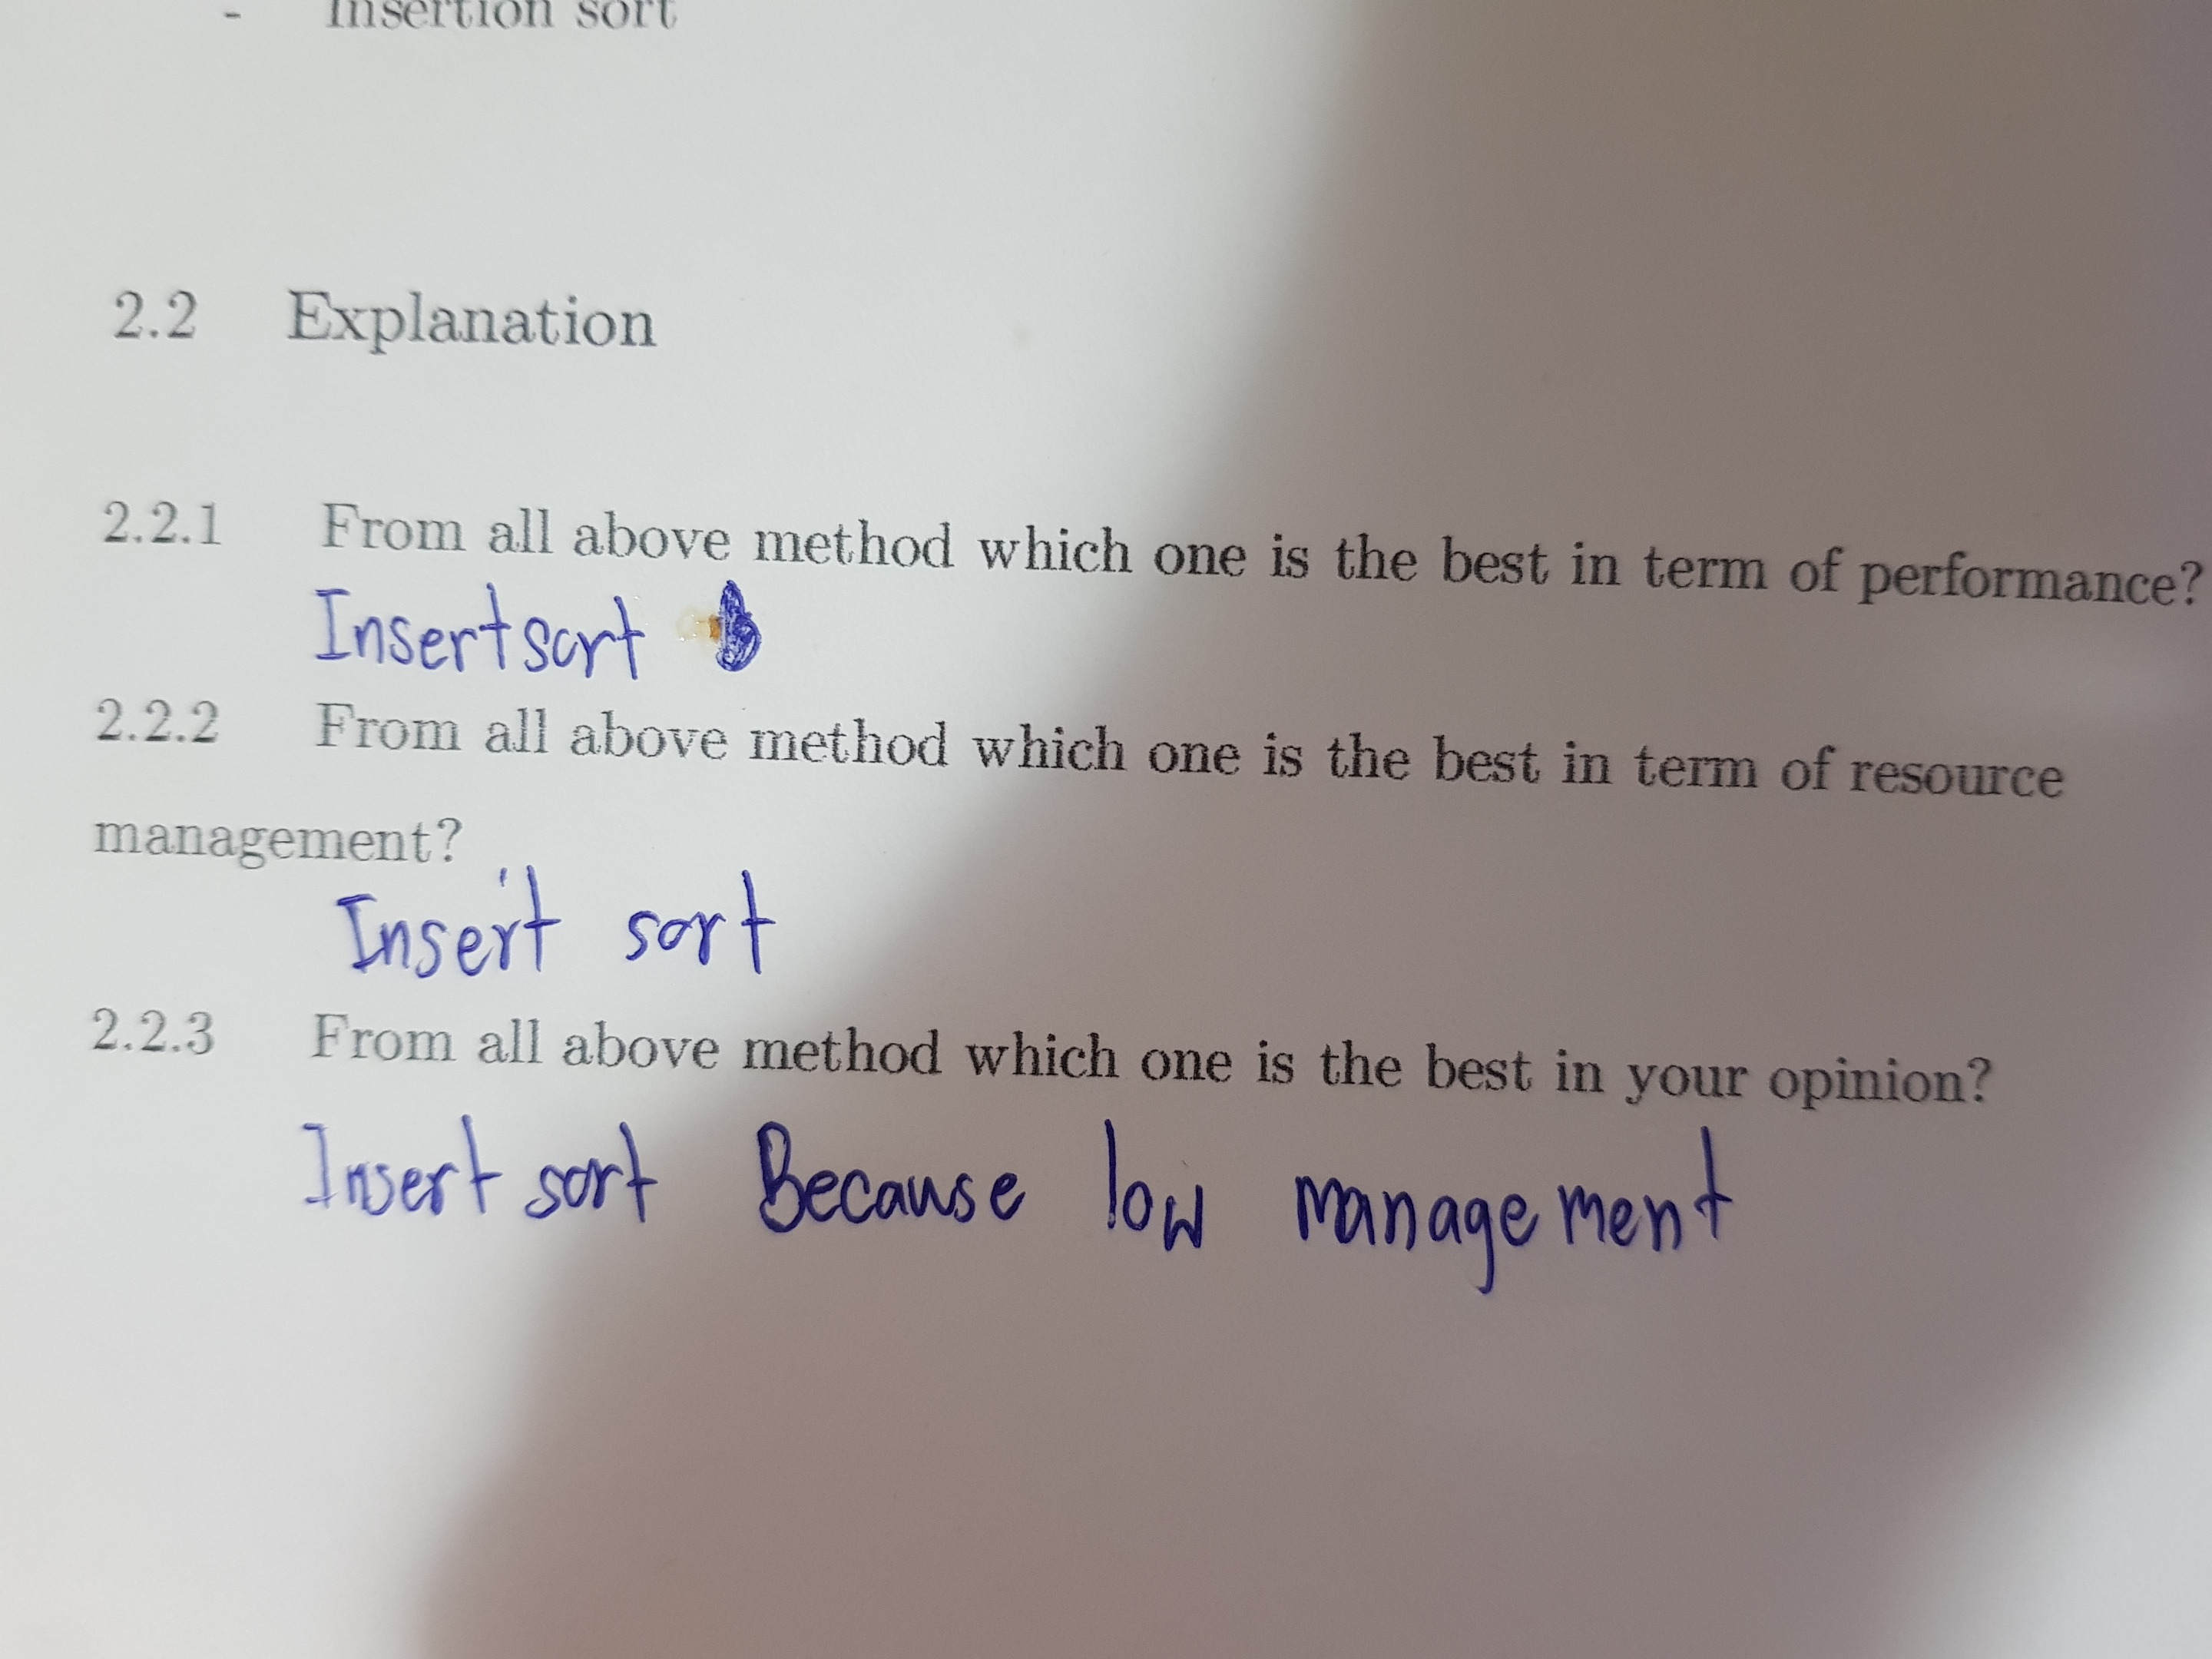 - Insertion sort
2.2 Explanation
2.2.1 From all above method which one is the best in term of performance?
Insert sort
2.2.2 From all above method which one is the best in term of resource
management?
Insert sort
2.2.3 From all above method which one is the best in your opinion?
Insert sort Because low management